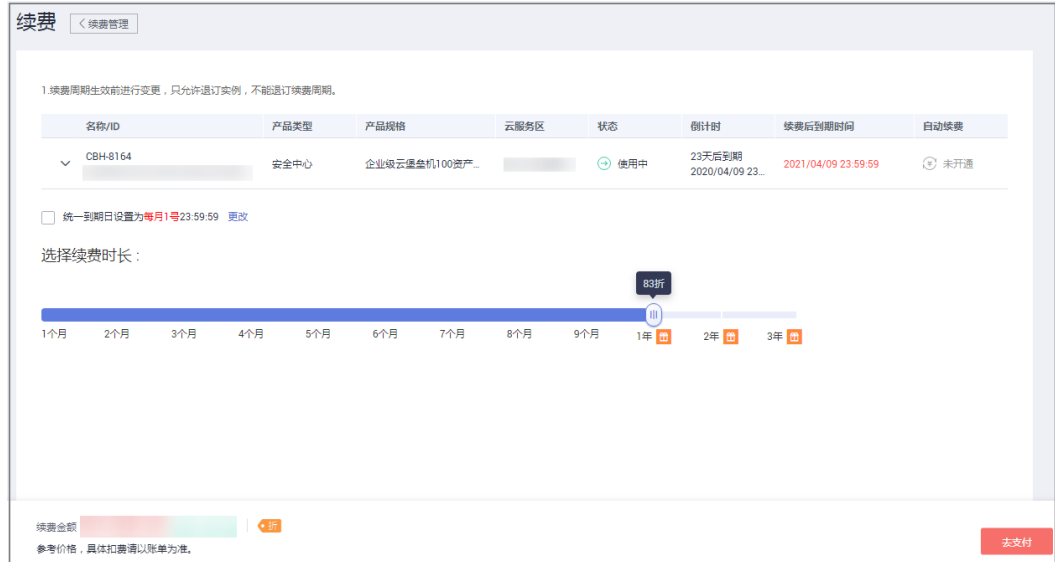 续费 < 续费管理
1.续费周期生效前进行变更，只允许退订实例，不能退订续费周期。
名称/ID 产品类型 产品规格 云服务区 状态 倒计时 续费后到期时间 自动续费
CBH-8164 安全中心 企业级云堡垒机100资产... 使用中 23天后到期 2021/04/09 23:59:59 未开通
2020/04/09 23...
统一到期日设置为每月1号23:59:59 更改
选择续费时长：
83折
1个月 2个月 3个月 4个月 5个月 6个月 7个月 8个月 9个月 1年 2年 3年
续费金额 折
参考价格，具体扣费请以账单为准。
去支付